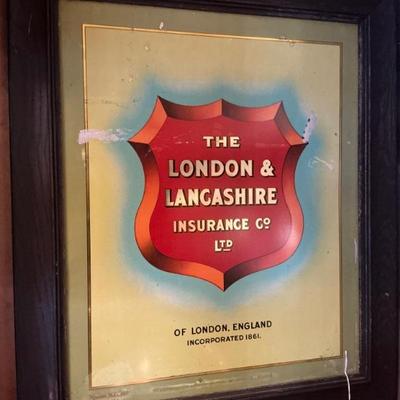 THE
LONDON &
LANCASHIRE
INSURANCE CO
LTD
OF LONDON, ENGLAND
INCORPORATED 1861.